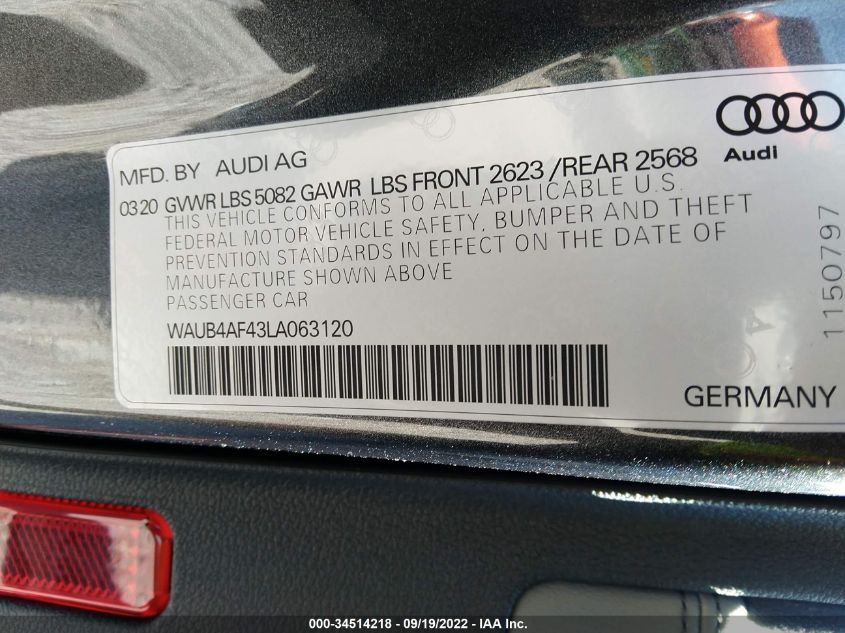 MFD. BY AUDI AG
Audi
0320 GVWR LBS 5082 GAWR LBS FRONT 2623 /REAR 2568
THIS VEHICLE CONFORMS TO ALL APPLICABLE U.S.
FEDERAL MOTOR VEHICLE SAFETY, BUMPER AND THEFT
PREVENTION STANDARDS IN EFFECT ON THE DATE OF
MANUFACTURE SHOWN ABOVE
PASSENGER CAR
WAUB4AF43LA063120
GERMANY
1150797
000-34514218 - 09/19/2022 - © IAA Inc.